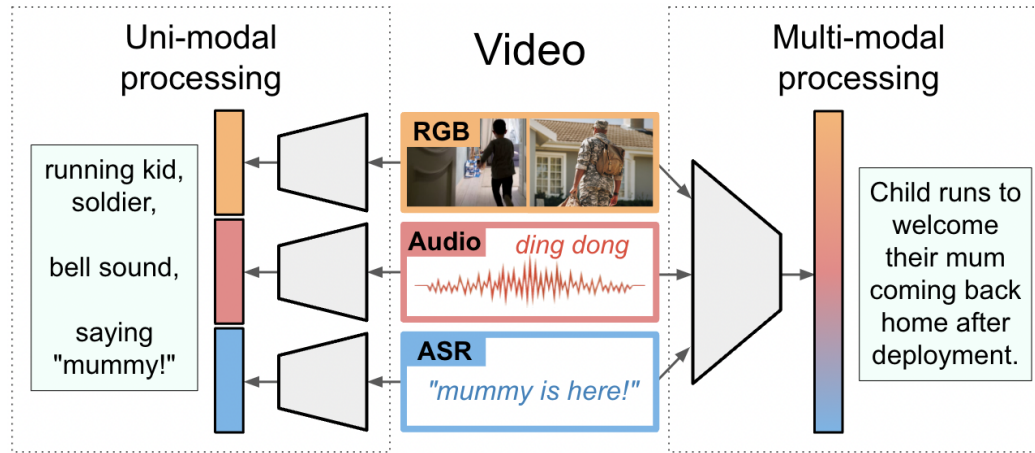 Uni-modal
processing
running kid,
soldier,
bell sound,
saying
"mummy!"
Video
RGB
Audio
ding dong
ASR
"mummy is here!"
Multi-modal
processing
Child runs to
welcome
their mum
coming back
home after
deployment.